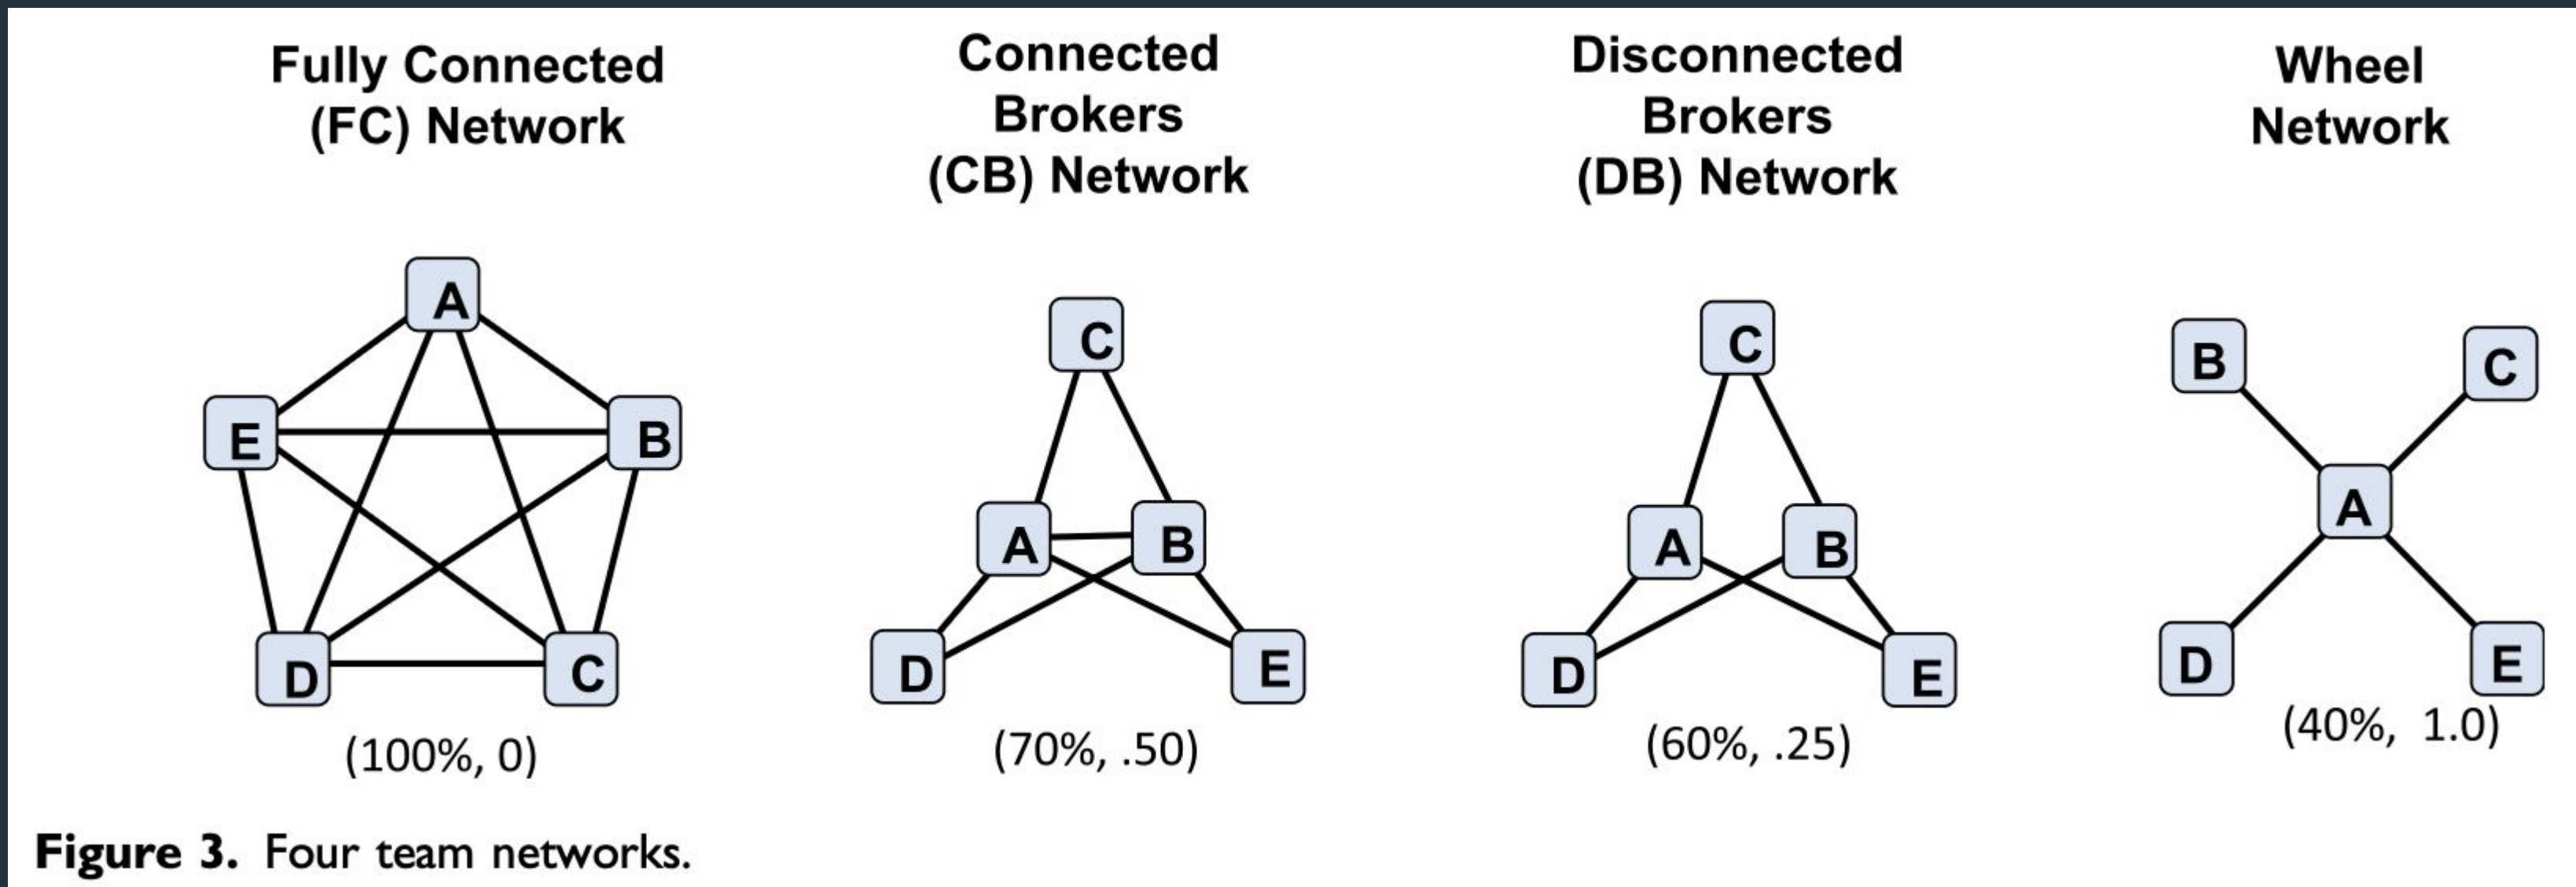 Fully Connected
(FC) Network
A
E
B
D
C
(100%, 0)
Connected
Brokers
(CB) Network
C
A
B
D
E
(70%, .50)
Disconnected
Brokers
(DB) Network
C
A
B
D
E
(60%, .25)
Wheel
Network
B
C
A
D
E
(40%, 1.0)
Figure 3. Four team networks.